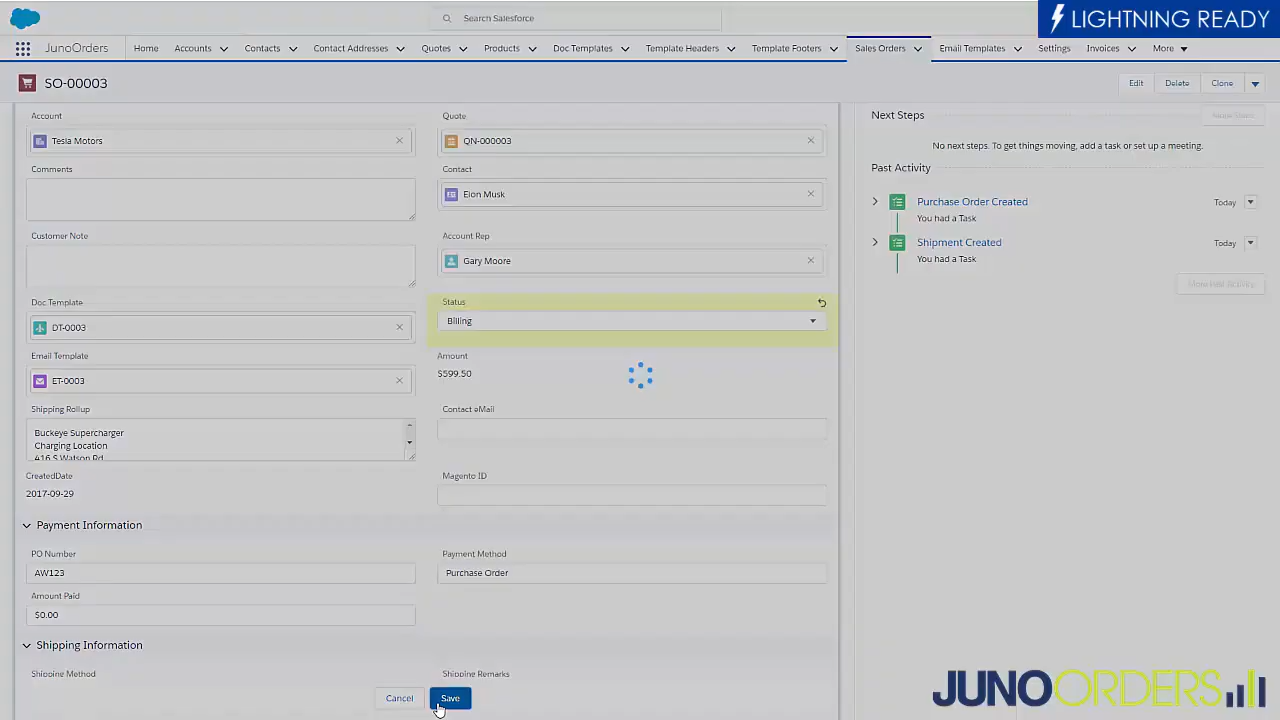 Search Salesforce
LIGHTNING READY
JunoOrders
Home
Accounts
Contacts
Contact Addresses
Quotes
Products
Doc Templates
Template Headers
Template Footers
Sales Orders
Email Templates
Settings
Invoices
More
SO-00003
Edit
Delete
Clone
Account
Tesla Motors
Quote
QN-000003
Comments
Contact
Elon Musk
Customer Note
Account Rep
Gary Moore
Doc Template
DT-0003
Status
Billing
Email Template
ET-0003
Amount
$599.50
Shipping Rollup
Buckeye Supercharger
Charging Location
416 S Watson Rd
Contact eMail
CreatedDate
2017-09-29
Magento ID
Payment Information
PO Number
AW123
Payment Method
Purchase Order
Amount Paid
$0.00
Shipping Information
Shipping Method
Shipping Remarks
Cancel
Save
Next Steps
More Steps
No next steps. To get things moving, add a task or set up a meeting.
Past Activity
Purchase Order Created
Today
You had a Task
Shipment Created
Today
You had a Task
More Past Activity
JUNOORDERS